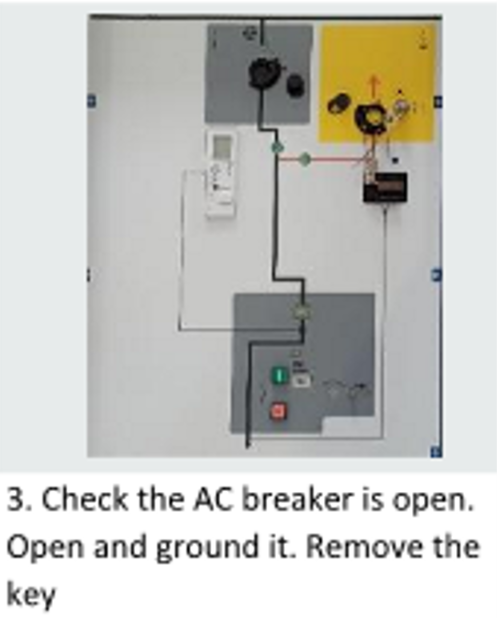 3. Check the AC breaker is open.
Open and ground it. Remove the
key